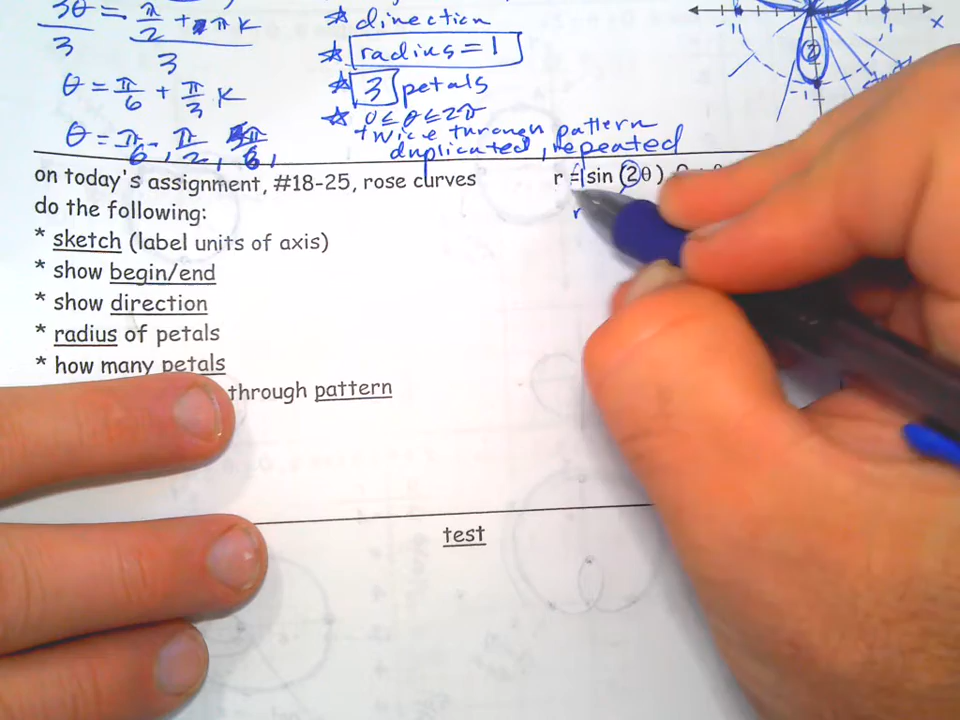 3θ = π/2 + πk
3 3
θ = π/6 + π/3 k
θ = π/6, π/2, 5π/6,
* direction
* radius = 1
* 3 petals
* 0 ≤ θ ≤ 2π
twice through pattern
duplicated, repeated
x
2
on today's assignment, #18-25, rose curves
do the following:
* sketch (label units of axis)
* show begin/end
* show direction
* radius of petals
* how many petals
through pattern
r = 1 sin (2θ)
r
test